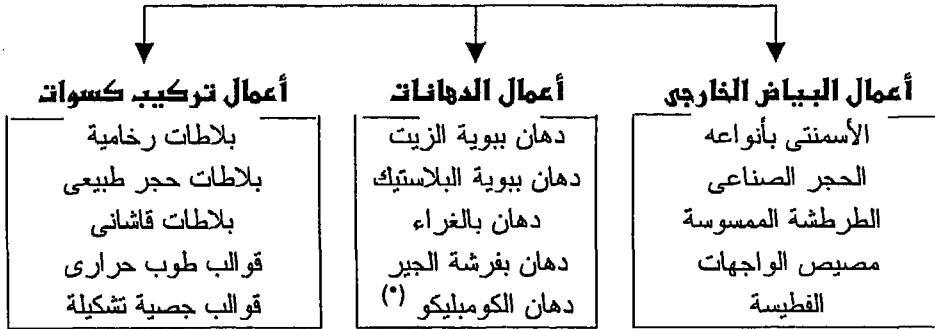 أعمال البياض الخارجى
الأسمنتى بأنواعه
الحجر الصناعى
الطرطشة الممسوسة
مصيص الواجهات
الفطيسة
أعمال الدهانات
دهان ببوية الزيت
دهان ببوية البلاستيك
دهان بالغراء
دهان بفرشة الجير
دهان الكومبليكو (*)
أعمال تركيب كسوات
بلاطات رخامية
بلاطات حجر طبيعى
بلاطات قاشانى
قوالب طوب حرارى
قوالب جصية تشكيلة